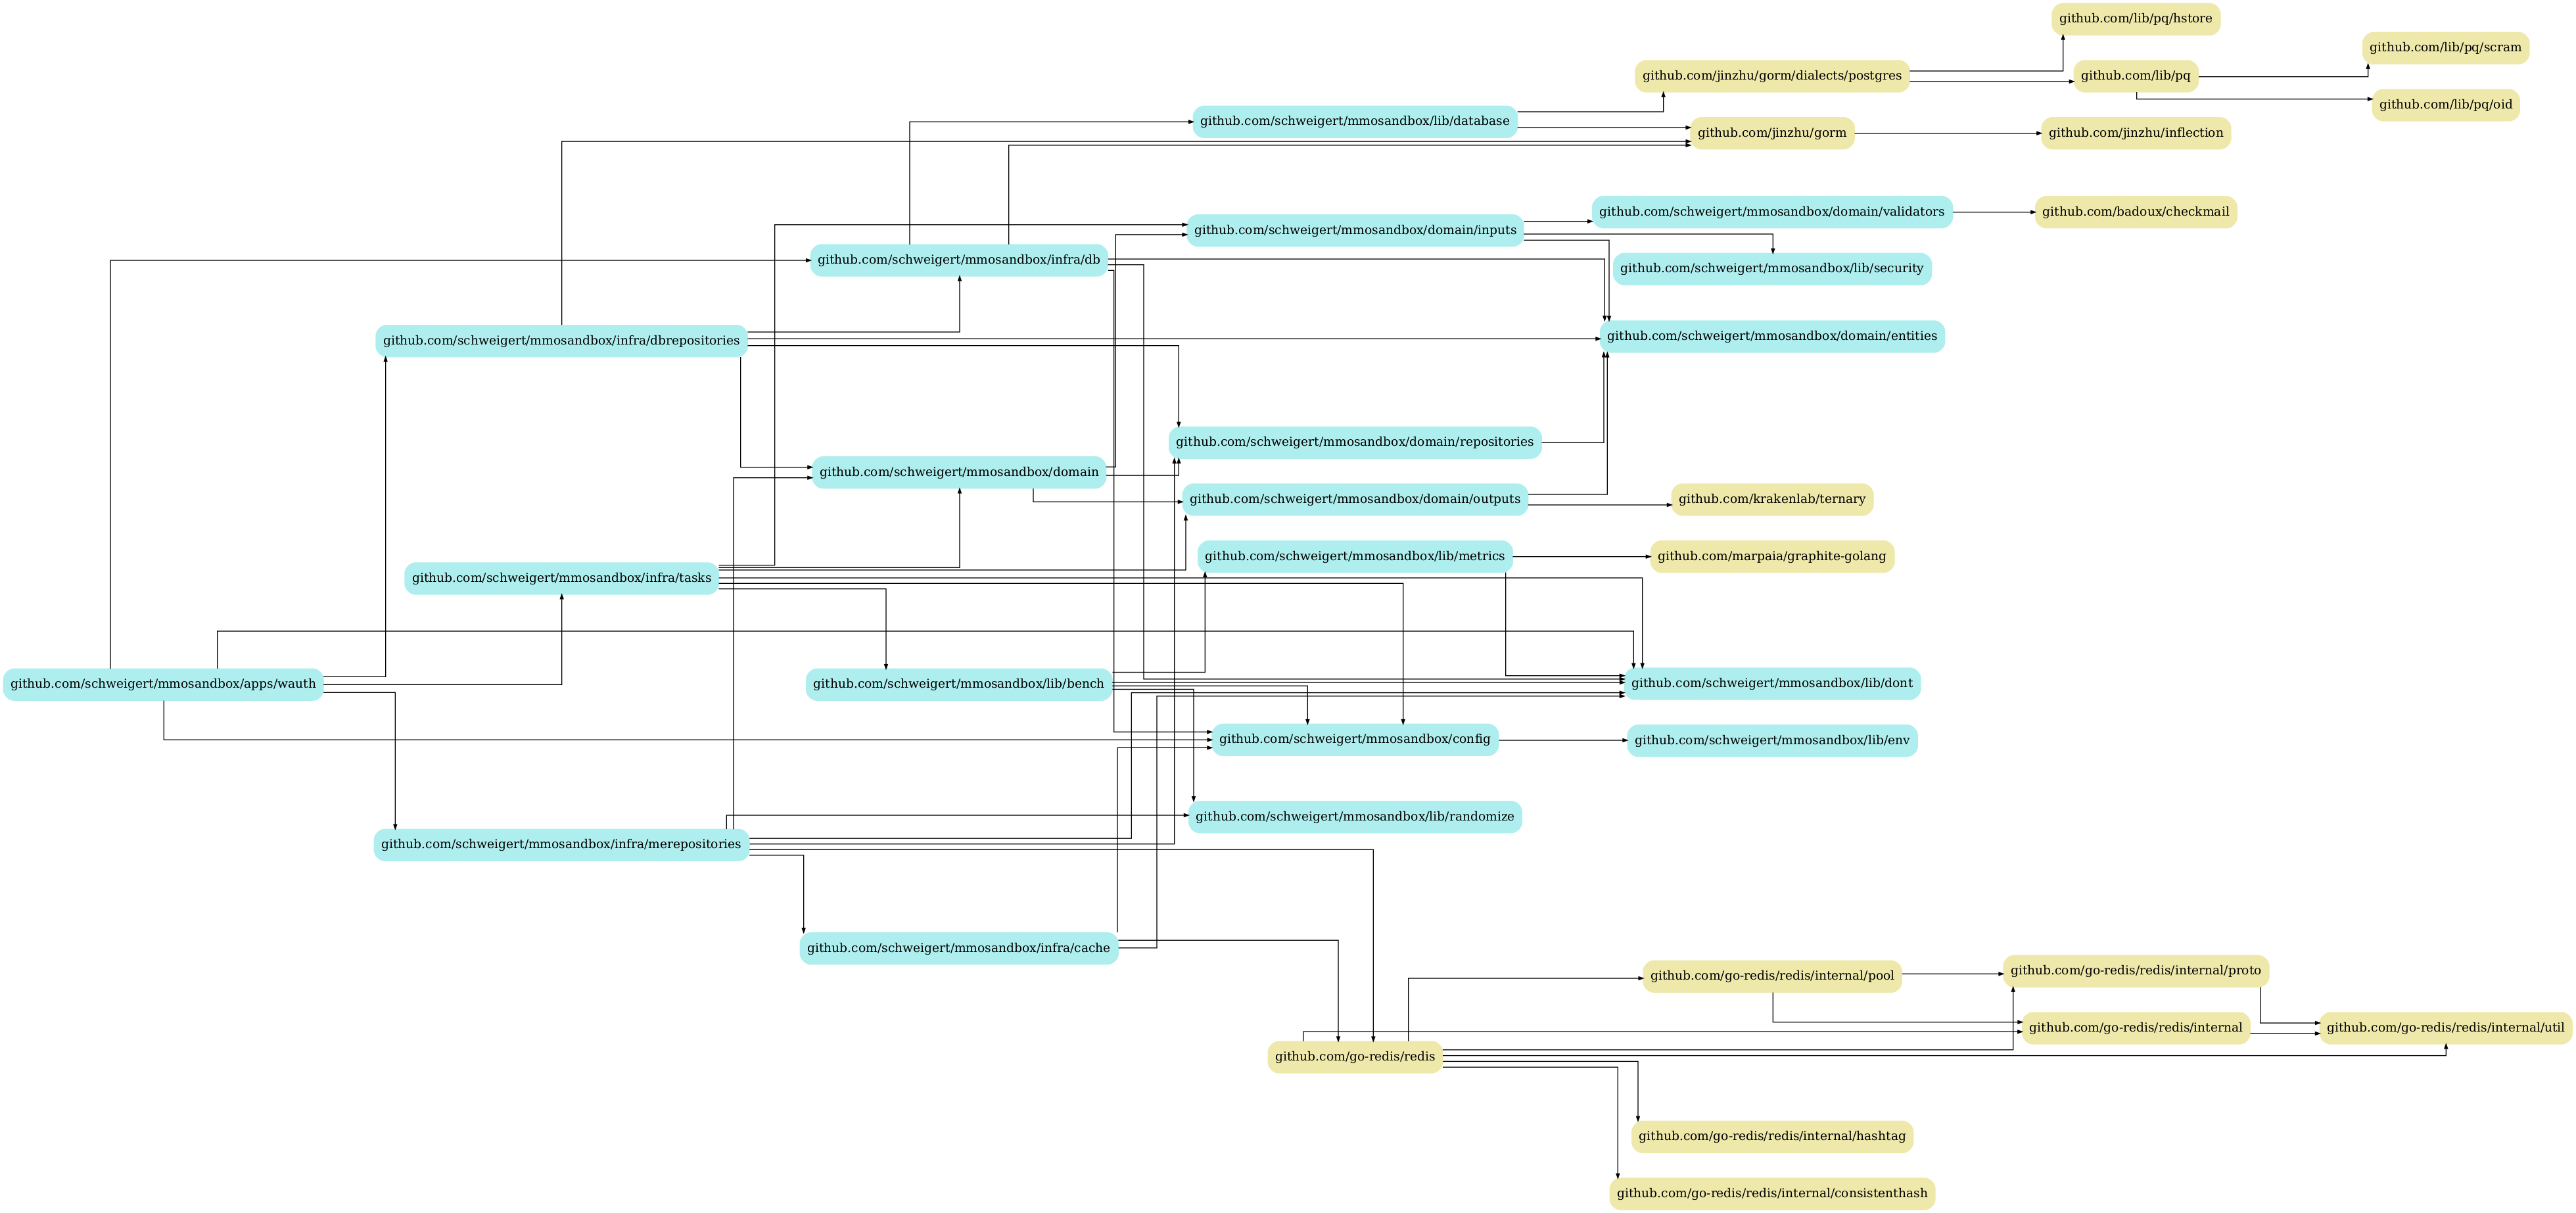 github.com/lib/pq/hstore
github.com/lib/pq/scram
github.com/jinzhu/gorm/dialects/postgres
github.com/lib/pq
github.com/lib/pq/oid
github.com/schweigert/mmosandbox/lib/database
github.com/jinzhu/gorm
github.com/jinzhu/inflection
github.com/schweigert/mmosandbox/domain/validators
github.com/badoux/checkmail
github.com/schweigert/mmosandbox/domain/inputs
github.com/schweigert/mmosandbox/infra/db
github.com/schweigert/mmosandbox/lib/security
github.com/schweigert/mmosandbox/infra/dbrepositories
github.com/schweigert/mmosandbox/domain/entities
github.com/schweigert/mmosandbox/domain/repositories
github.com/schweigert/mmosandbox/domain
github.com/schweigert/mmosandbox/domain/outputs
github.com/krakenlab/ternary
github.com/schweigert/mmosandbox/lib/metrics
github.com/marpaia/graphite-golang
github.com/schweigert/mmosandbox/infra/tasks
github.com/schweigert/mmosandbox/apps/wauth
github.com/schweigert/mmosandbox/lib/bench
github.com/schweigert/mmosandbox/lib/dont
github.com/schweigert/mmosandbox/config
github.com/schweigert/mmosandbox/lib/env
github.com/schweigert/mmosandbox/lib/randomize
github.com/schweigert/mmosandbox/infra/merepositories
github.com/schweigert/mmosandbox/infra/cache
github.com/go-redis/redis/internal/pool
github.com/go-redis/redis/internal/proto
github.com/go-redis/redis/internal
github.com/go-redis/redis/internal/util
github.com/go-redis/redis
github.com/go-redis/redis/internal/hashtag
github.com/go-redis/redis/internal/consistenthash